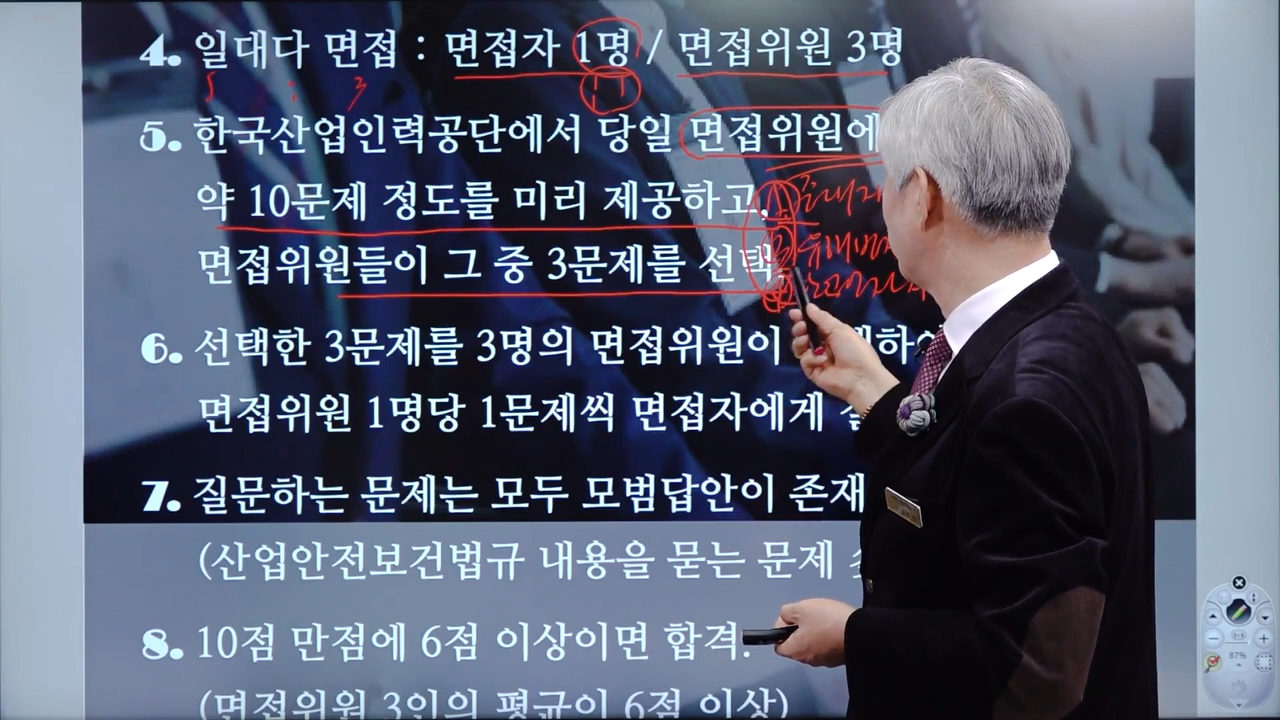 4. 일대다 면접 : 면접자 1명 / 면접위원 3명
5. 한국산업인력공단에서 당일 면접위원에
약 10문제 정도를 미리 제공하고,
면접위원들이 그 중 3문제를 선택,
6. 선택한 3문제를 3명의 면접위원이
면접위원 1명당 1문제씩 면접자에게
7. 질문하는 문제는 모두 모범답안이 존재
(산업안전보건법규 내용을 묻는 문제
8. 10점 만점에 6점 이상이면 합격.
(면접위원 3인의 평균이 6점 이상)
87%